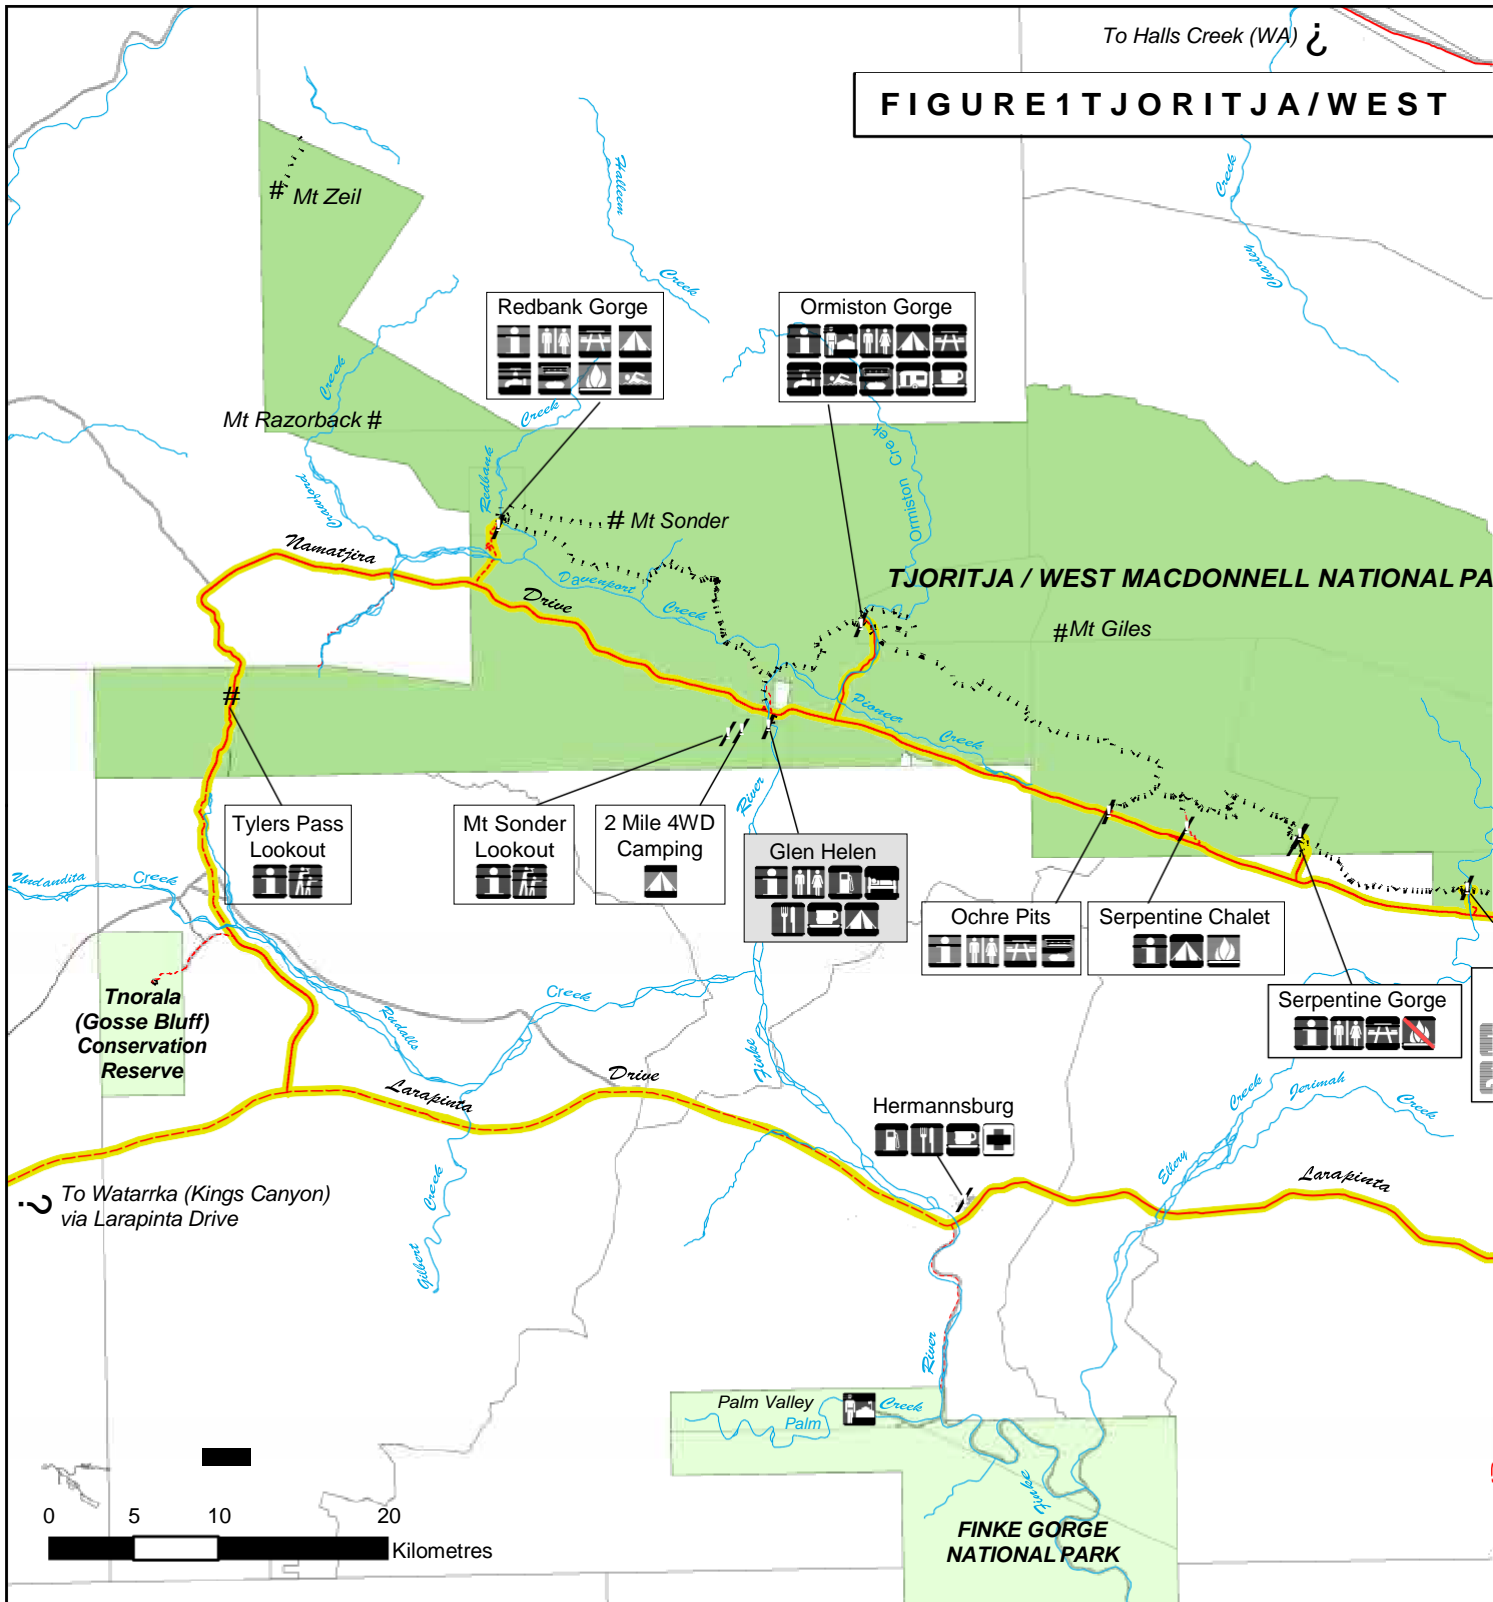 To Halls Creek (WA) ¿
FIGURE1TJORITJA/WEST
# Mt Zeil
Halleem
Creek
Creek
Charley
Redbank Gorge
Ormiston Gorge
Creek
Mt Razorback #
Creek
Crawford
Redbank
Ormiston Creek
# Mt Sonder
Namatjira
Davenport
Creek
Drive
TJORITJA / WEST MACDONNELL NATIONAL PA
#Mt Giles
#
Pioneer
Creek
River
Tylers Pass
Lookout
Mt Sonder
Lookout
2 Mile 4WD
Camping
Glen Helen
Undandita
Creek
Ochre Pits
Serpentine Chalet
Serpentine Gorge
Tnorala
(Gosse Bluff)
Conservation
Reserve
Rudalls
Creek
Finke
Larapinta
Drive
Hermannsburg
Creek
Jerimah
Creek
Ellery
Larapinta
¿ To Watarrka (Kings Canyon)
via Larapinta Drive
Creek
Gilbert
River
Palm Valley
Palm
Creek
Finke
FINKE GORGE
NATIONAL PARK
0 5 10 20
Kilometres